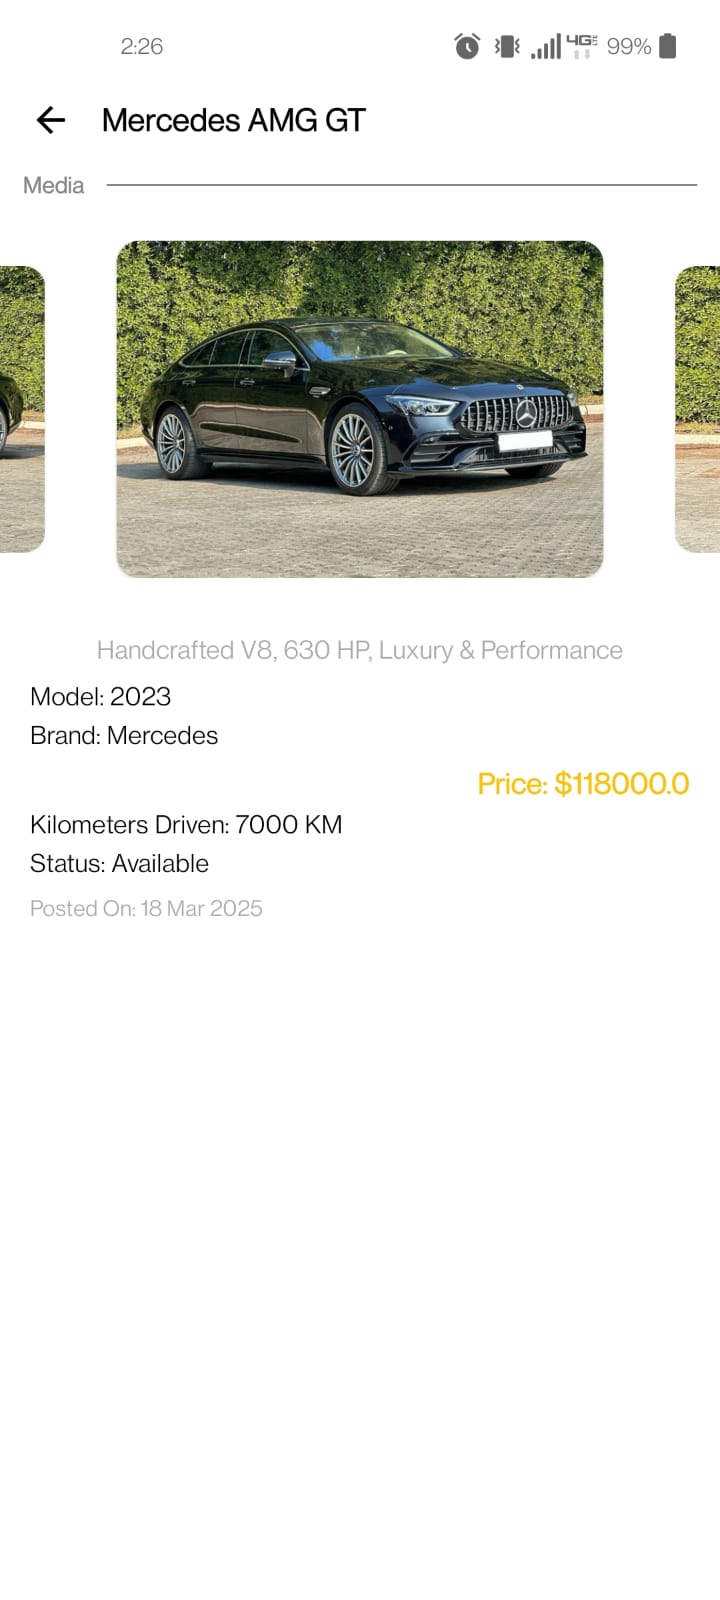 2:26 4G 99%
Mercedes AMG GT
Media
Handcrafted V8, 630 HP, Luxury & Performance
Model: 2023
Brand: Mercedes
Price: $118000.0
Kilometers Driven: 7000 KM
Status: Available
Posted On: 18 Mar 2025